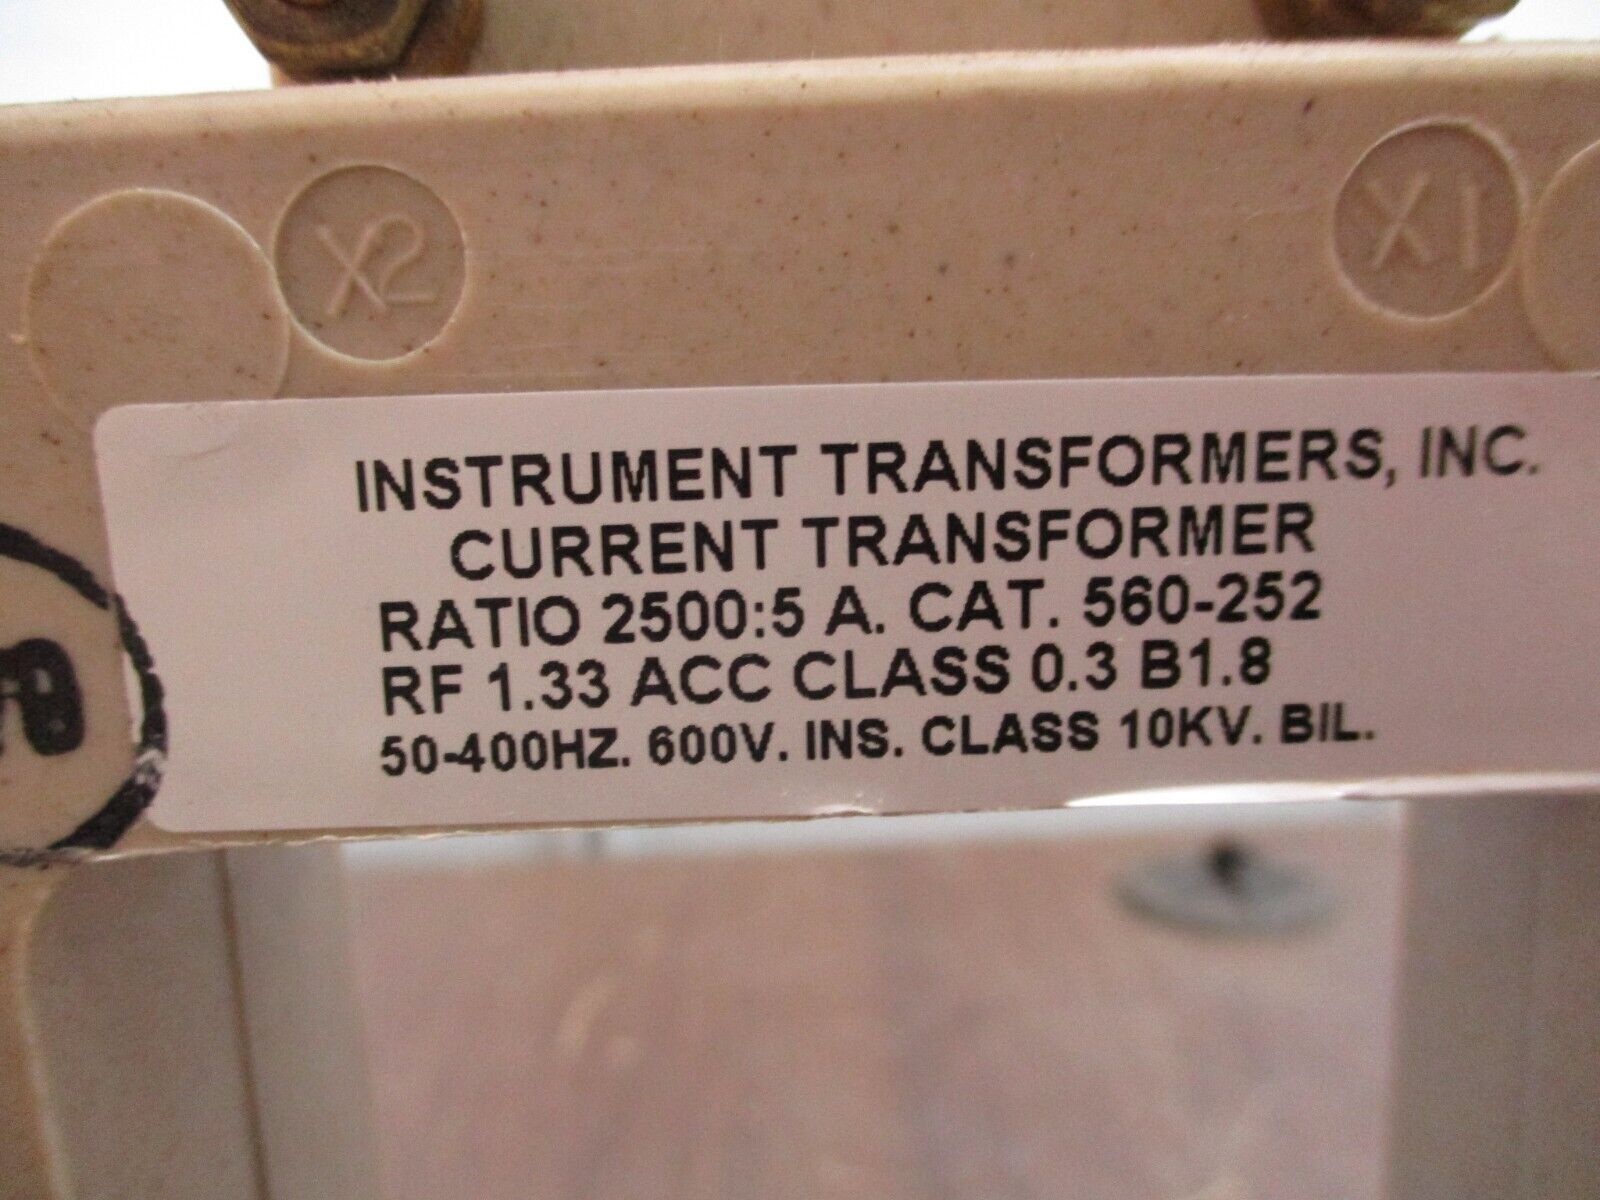 X2 X1
INSTRUMENT TRANSFORMERS, INC.
CURRENT TRANSFORMER
RATIO 2500:5 A. CAT. 560-252
RF 1.33 ACC CLASS 0.3 B1.8
50-400HZ. 600V. INS. CLASS 10KV. BIL.